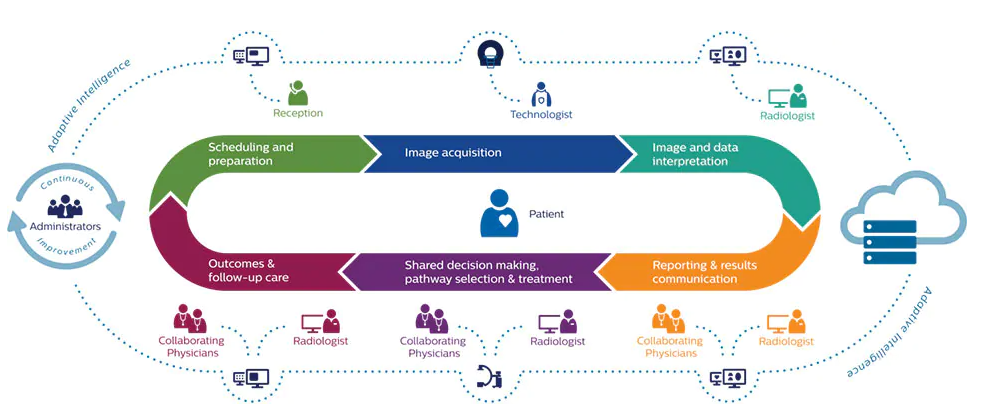 Adaptive Intelligence
Reception
Technologist
Radiologist
Scheduling and
preparation
Image acquisition
Image and data
interpretation
Continuous
Administrators
Improvement
Patient
Outcomes &
follow-up care
Shared decision making,
pathway selection & treatment
Reporting & results
communication
Collaborating
Physicians
Radiologist
Collaborating
Physicians
Radiologist
Collaborating
Physicians
Radiologist
Adaptive Intelligence